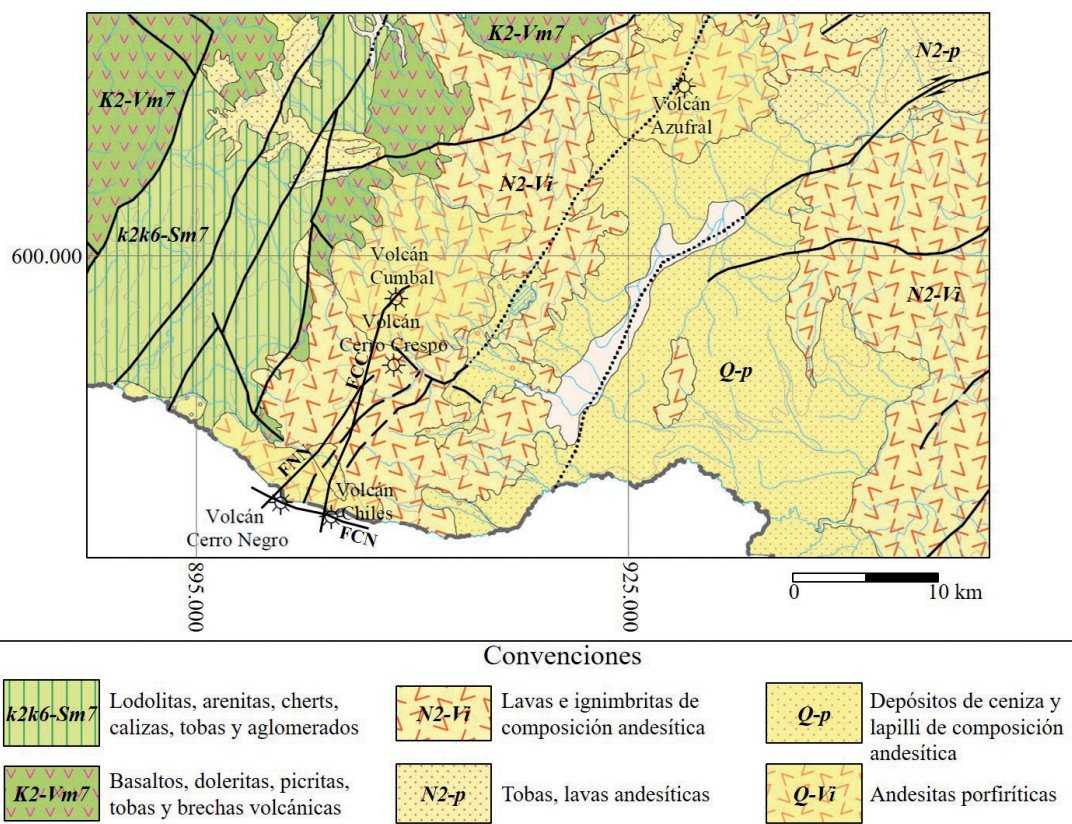 K2-Vm7
N2-p
K2-Vm7
Volcán
Azufral
N2-Vi
k2k6-Sm7
600.000
Volcán
Cumbal
N2-Vi
Volcán
Cerro Crespo
FCC
Q-p
FNN
Volcán
Chiles
Volcán
Cerro Negro
FCN
895.000
925.000
0 10 km
Convenciones
k2k6-Sm7
Lodolitas, arenitas, cherts,
calizas, tobas y aglomerados
N2-Vi
Lavas e ignimbritas de
composición andesítica
Q-p
Depósitos de ceniza y
lapilli de composición
andesítica
K2-Vm7
Basaltos, doleritas, picritas,
tobas y brechas volcánicas
N2-p
Tobas, lavas andesíticas
Q-Vi
Andesitas porfiríticas